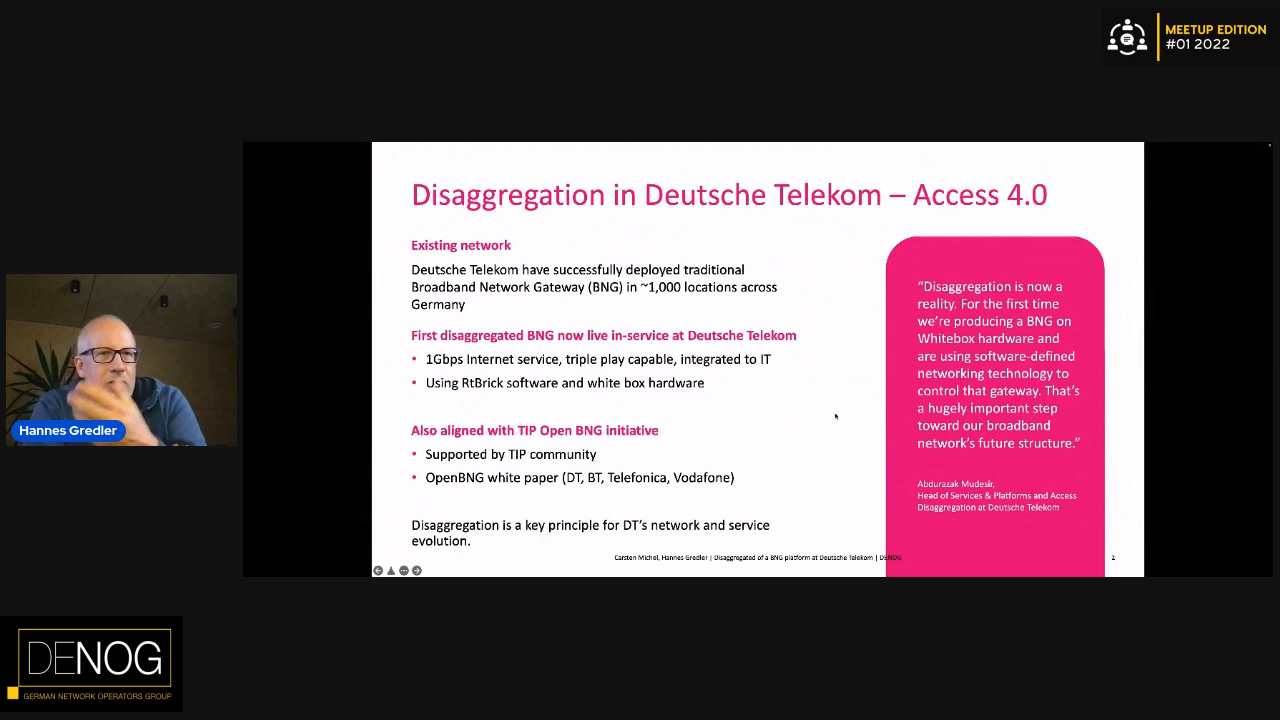 MEETUP EDITION
#01 2022
Disaggregation in Deutsche Telekom – Access 4.0
Existing network
Deutsche Telekom have successfully deployed traditional
Broadband Network Gateway (BNG) in ~1,000 locations across
Germany
First disaggregated BNG now live in-service at Deutsche Telekom
• 1Gbps Internet service, triple play capable, integrated to IT
• Using RtBrick software and white box hardware
Also aligned with TIP Open BNG initiative
• Supported by TIP community
• OpenBNG white paper (DT, BT, Telefonica, Vodafone)
Disaggregation is a key principle for DT's network and service
evolution.
“Disaggregation is now a
reality. For the first time
we're producing a BNG on
Whitebox hardware and
are using software-defined
networking technology to
control that gateway. That's
a hugely important step
toward our broadband
network's future structure.”
Abdurazak Mudesir,
Head of Services & Platforms and Access
Disaggregation at Deutsche Telekom
Carsten Michel, Hannes Gredler | Disaggregated of a BNG platform at Deutsche Telekom | DENOG
2
Hannes Gredler
DENOG
GERMAN NETWORK OPERATORS GROUP